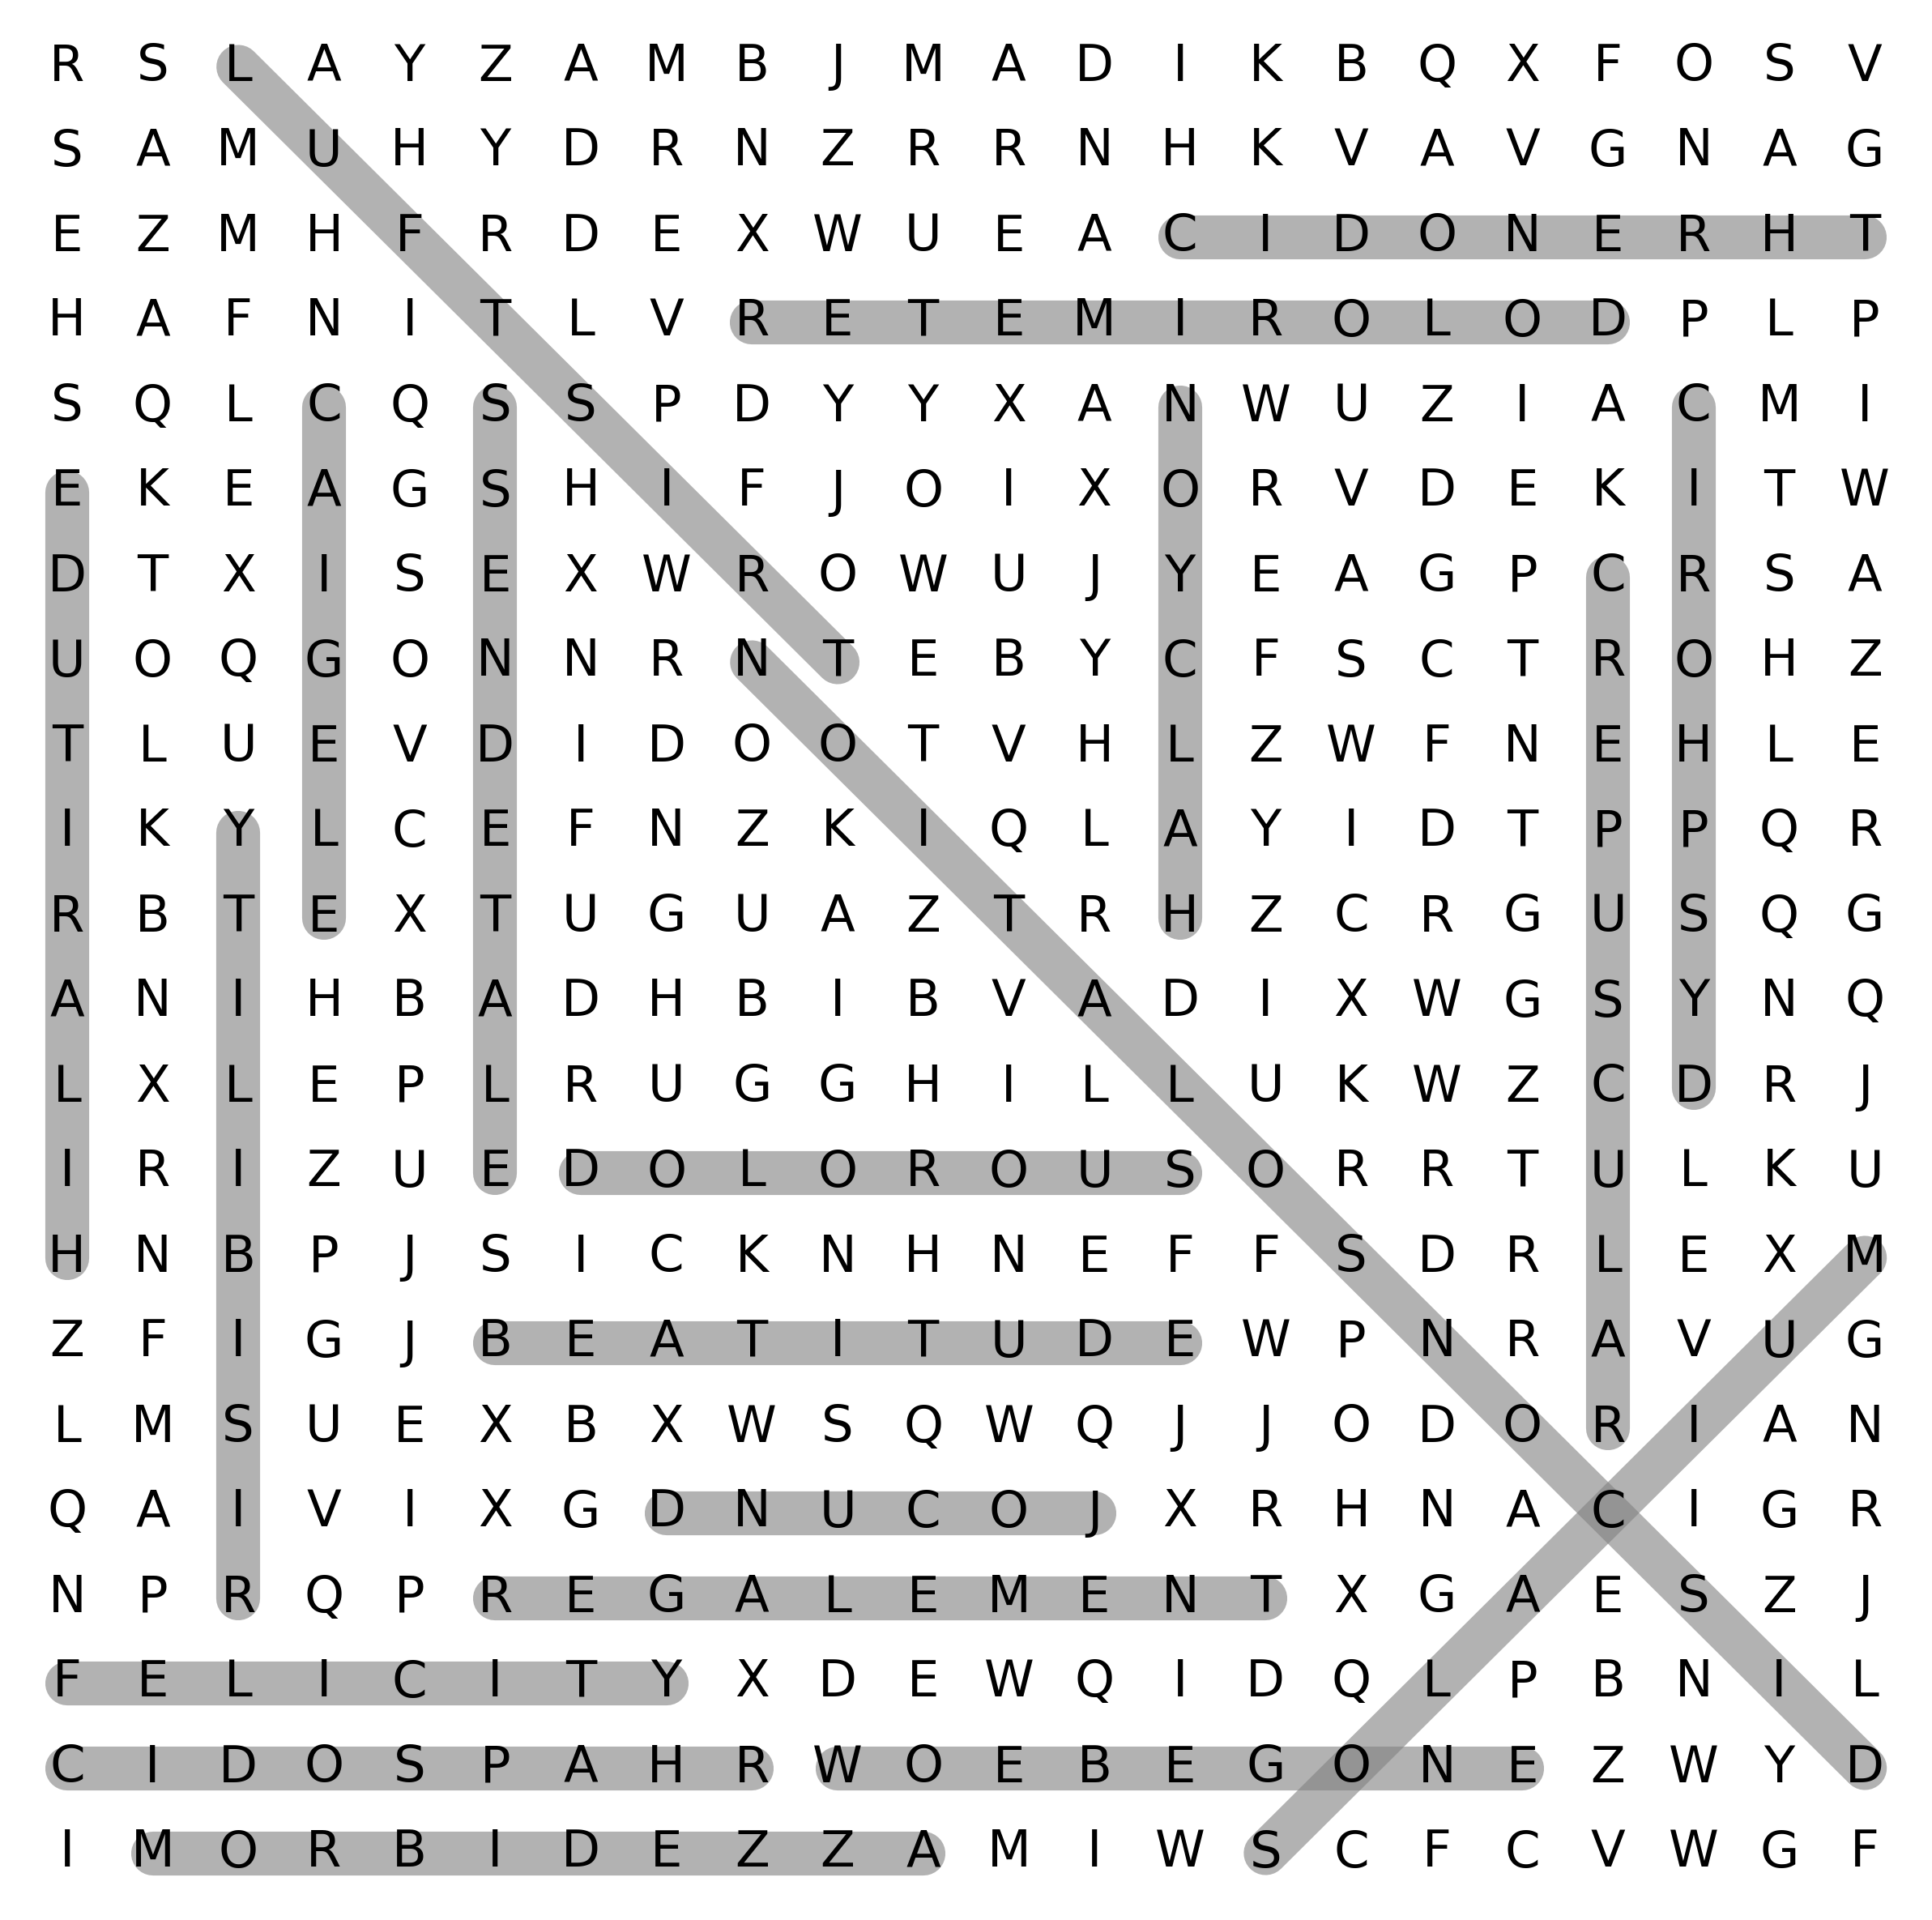 R S L A Y Z A M B J M A D I K B Q X F O S V
S A M U H Y D R N Z R R N H K V A V G N A G
E Z M H F R D E X W U E A C I D O N E R H T
H A F N I T L V R E T E M I R O L O D P L P
S Q L C Q S S P D Y Y X A N W U Z I A C M I
E K E A G S H I F J O I X O R V D E K I T W
D T X I S E X W R O W U J Y E A G P C R S A
U O Q G O N N R N T E B Y C F S C T R O H Z
T L U E V D I D O O T V H L Z W F N E H L E
I K Y L C E F N Z K I Q L A Y I D T P P Q R
R B T E X T U G U A Z T R H Z C R G U S Q G
A N I H B A D H B I B V A D I X W G S Y N Q
L X L E P L R U G G H I L L U K W Z C D R J
I R I Z U E D O L O R O U S O R R T U L K U
H N B P J S I C K N H N E F F S D R L E X M
Z F I G J B E A T I T U D E W P N R A V U G
L M S U E X B X W S Q W Q J J O D O R I A N
Q A I V I X G D N U C O J X R H N A C I G R
N P R Q P R E G A L E M E N T X G A E S Z J
F E L I C I T Y X D E W Q I D Q L P B N I L
C I D O S P A H R W O E B E G O N E Z W Y D
I M O R B I D E Z Z A M I W S C F C V W G F